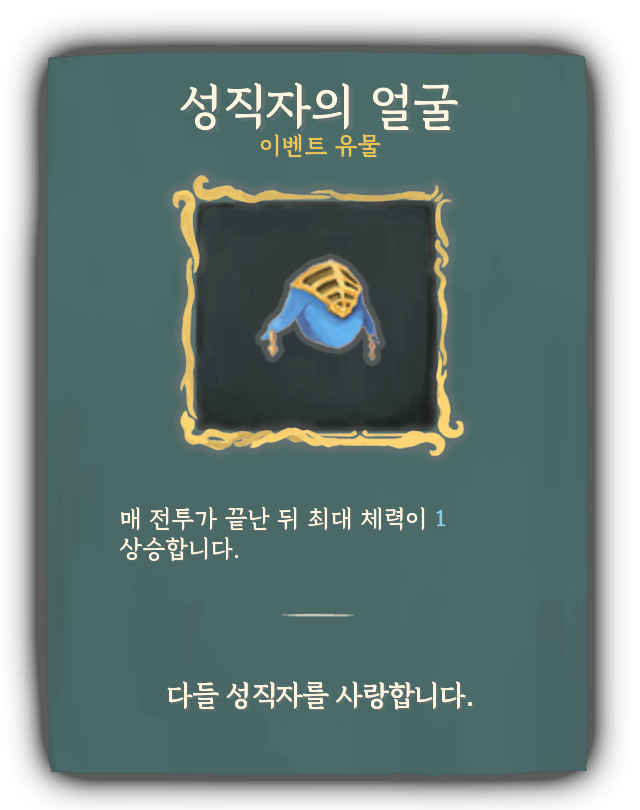 성직자의 얼굴
이벤트 유물
매 전투가 끝난 뒤 최대 체력이 1
상승합니다.
다들 성직자를 사랑합니다.